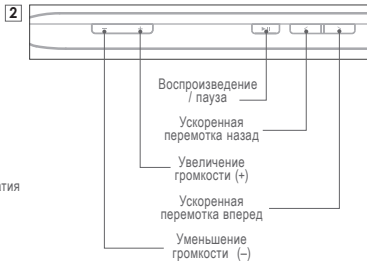 2
Воспроизведение
/ пауза
Ускоренная
перемотка назад
Увеличение
громкости (+)
Ускоренная
перемотка вперед
Уменьшение
громкости (–)